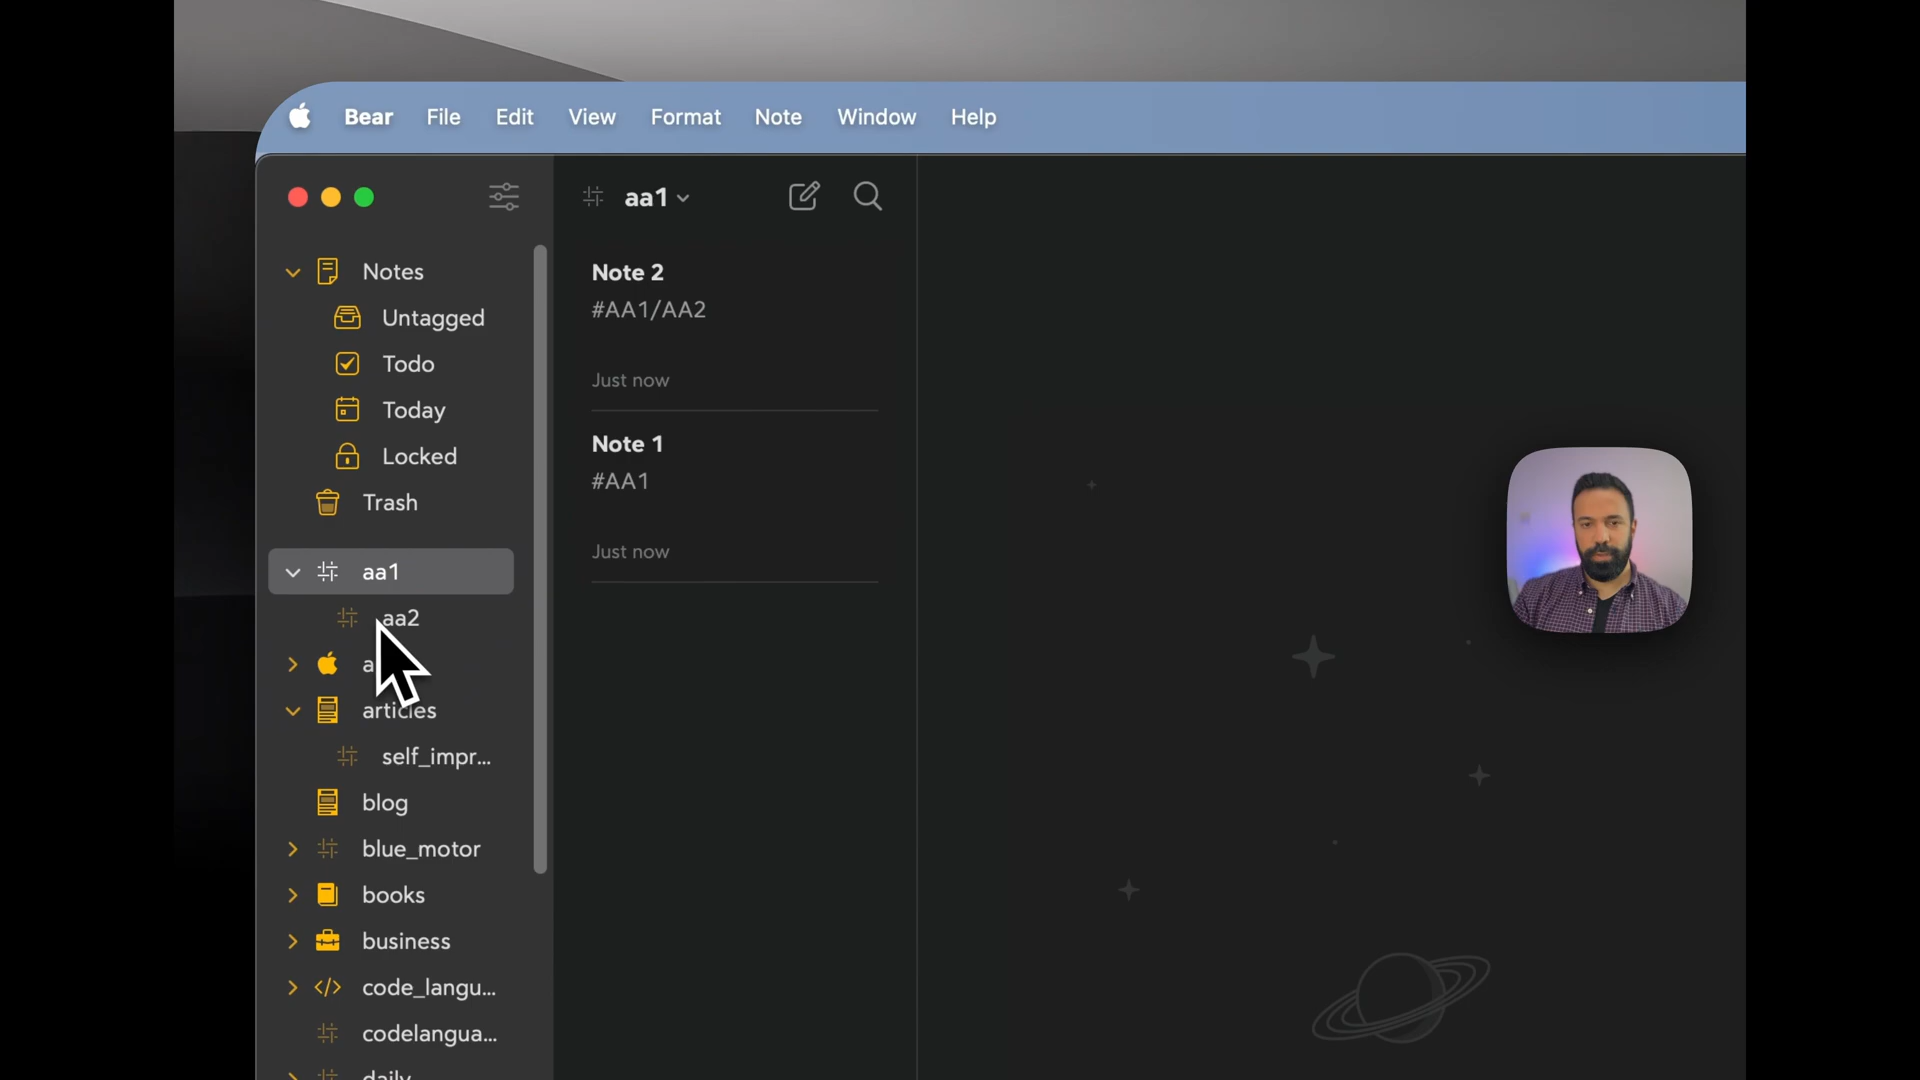 Bear File Edit View Format Note Window Help
aa1
Notes
Untagged
Todo
Today
Locked
Trash
aa1
aa2
articles
self_impr...
blog
blue_motor
books
business
code_langu...
codelangua...
daily
Note 2
#AA1/AA2
Just now
Note 1
#AA1
Just now